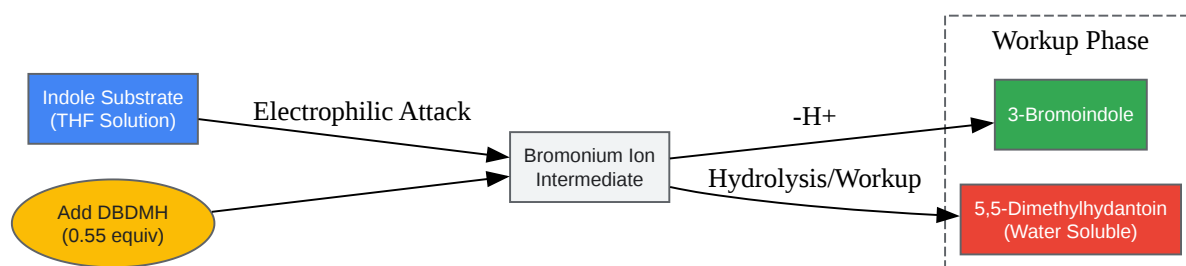 Workup Phase
Indole Substrate
(THF Solution)
Electrophilic Attack
-H+
3-Bromoindole
Bromonium Ion
Intermediate
Hydrolysis/Workup
Add DBDMH
(0.55 equiv)
5,5-Dimethylhydantoin
(Water Soluble)